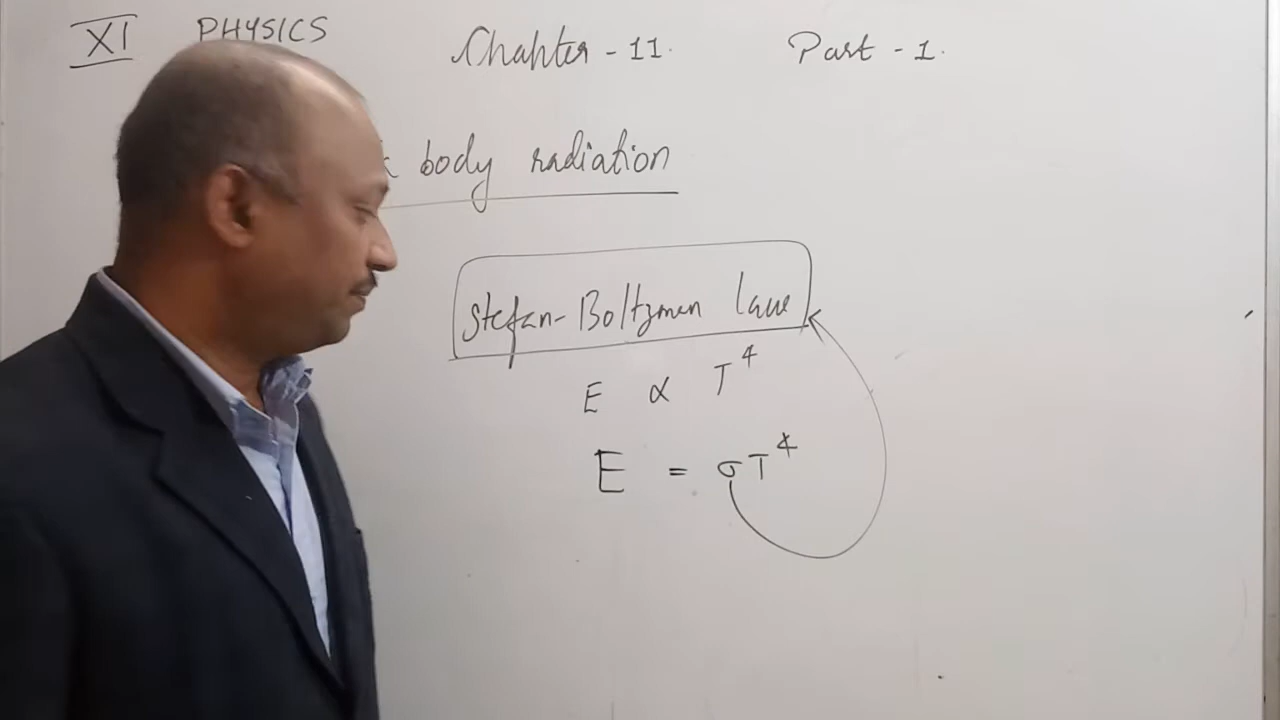 XI PHYSICS Chapter - 11. Part - 1.
body radiation
Stefan-Boltzmen law
E ∝ T⁴
E = σT⁴